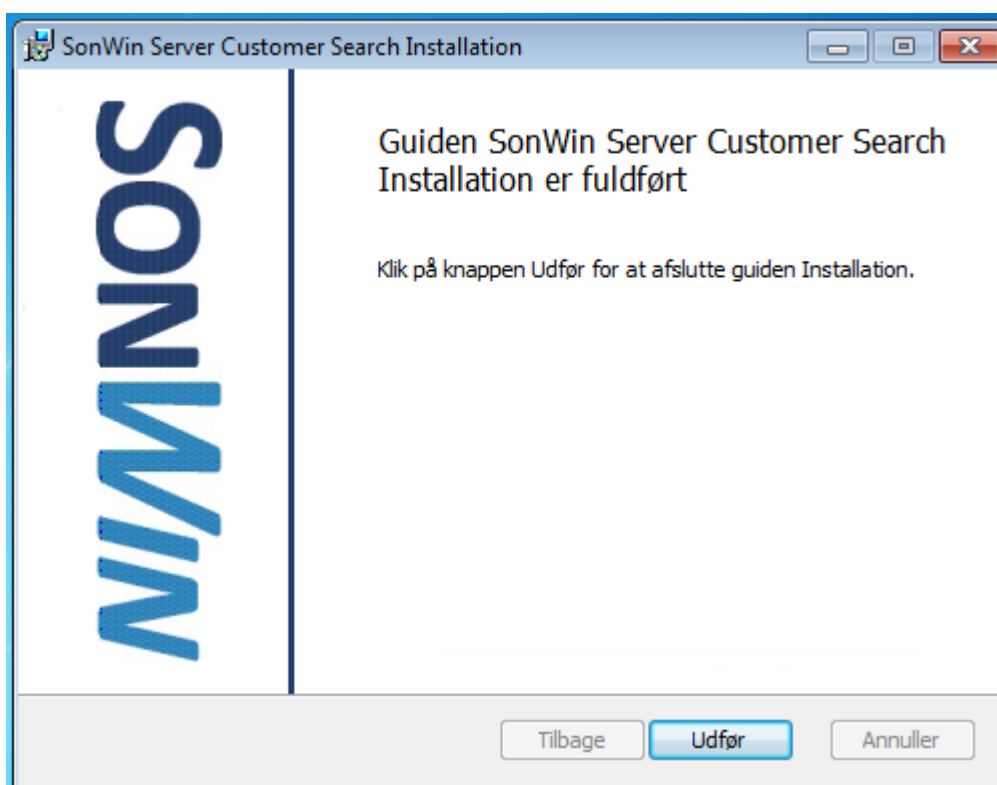 SonWin Server Customer Search Installation
SONWIN
Guiden SonWin Server Customer Search
Installation er fuldført
Klik på knappen Udfør for at afslutte guiden Installation.
Tilbage
Udfør
Annuller